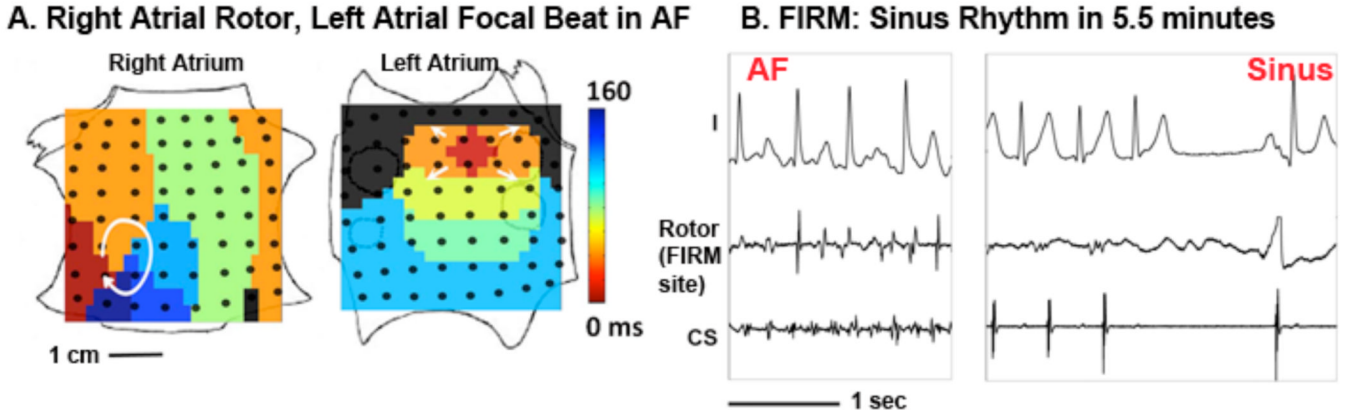 A. Right Atrial Rotor, Left Atrial Focal Beat in AF
Right Atrium
Left Atrium
160
0 ms
1 cm
B. FIRM: Sinus Rhythm in 5.5 minutes
AF
Sinus
I
Rotor
(FIRM
site)
CS
1 sec